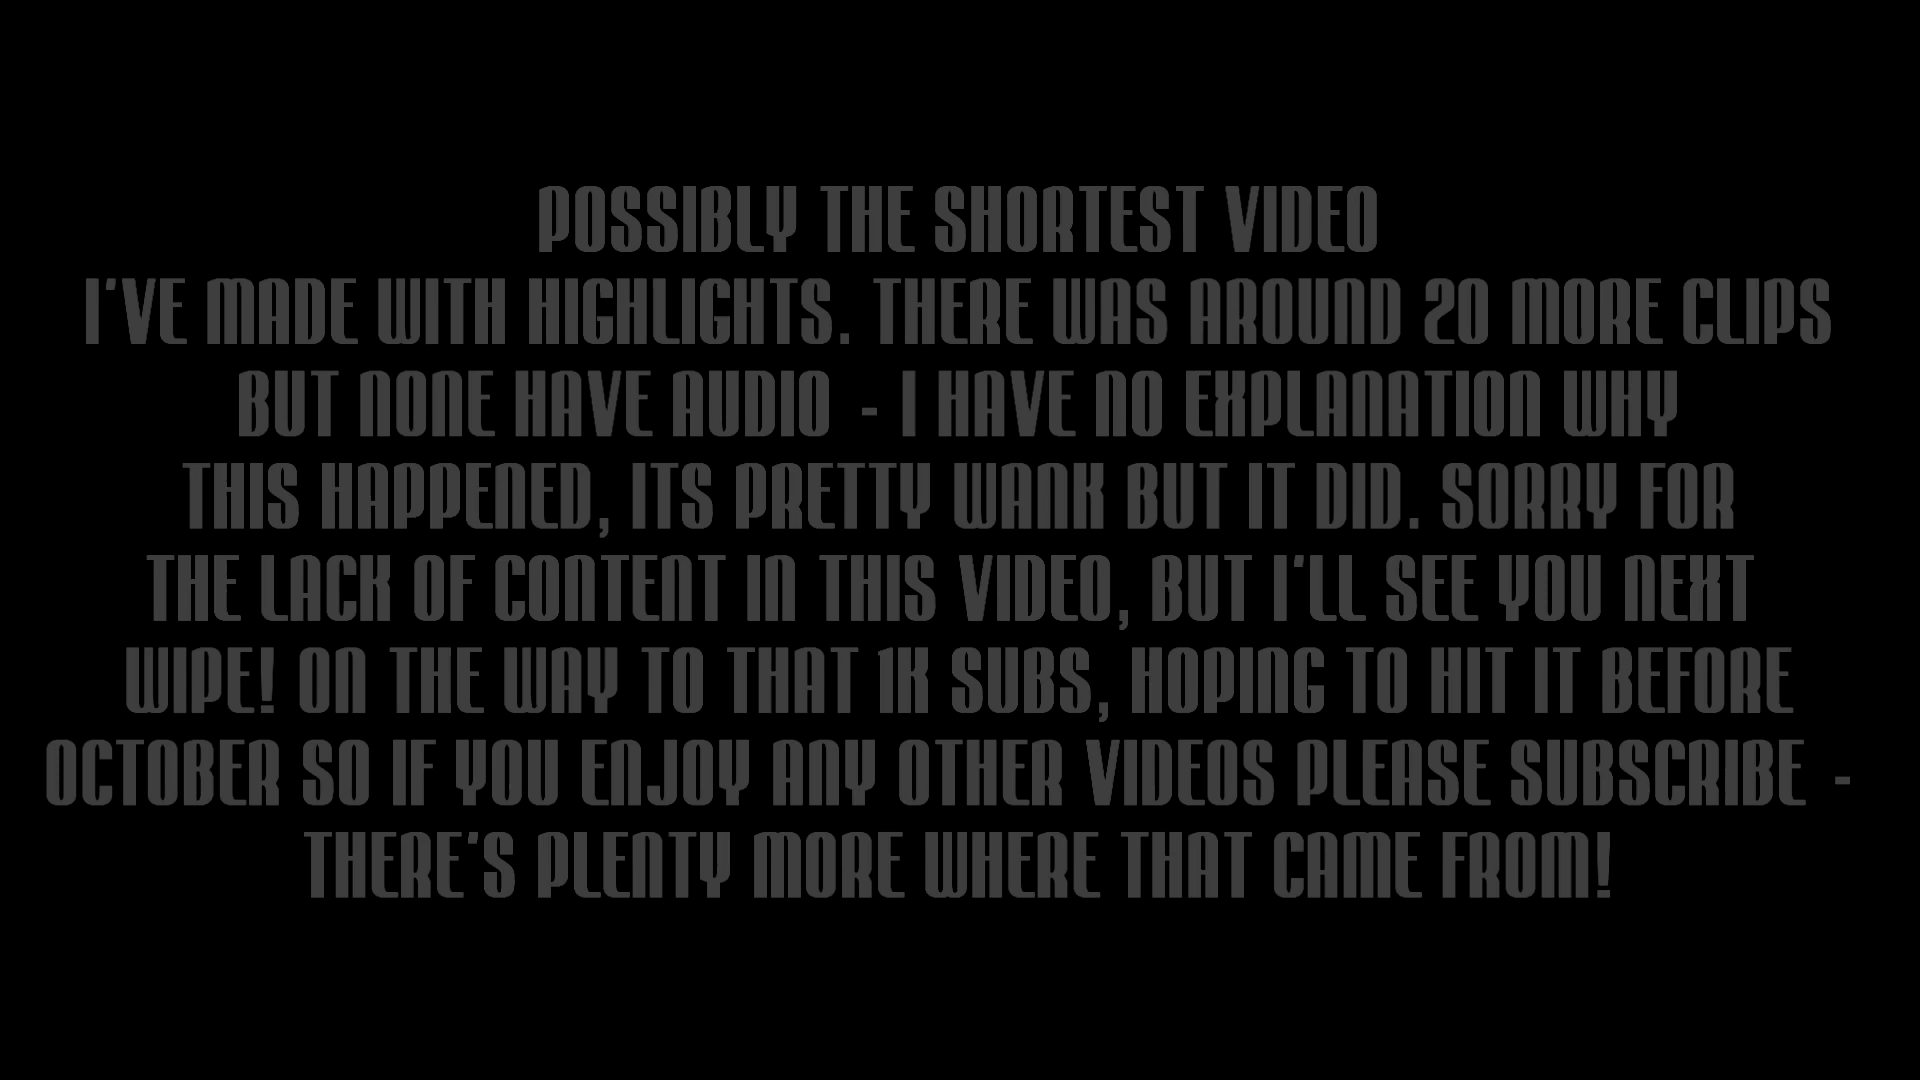 POSSIBLY THE SHORTEST VIDEO
I'VE MADE WITH HIGHLIGHTS. THERE WAS AROUND 20 MORE CLIPS
BUT NONE HAVE AUDIO - I HAVE NO EXPLANATION WHY
THIS HAPPENED, ITS PRETTY WANK BUT IT DID. SORRY FOR
THE LACK OF CONTENT IN THIS VIDEO, BUT I'LL SEE YOU NEXT
WIPE! ON THE WAY TO THAT 1K SUBS, HOPING TO HIT IT BEFORE
OCTOBER SO IF YOU ENJOY ANY OTHER VIDEOS PLEASE SUBSCRIBE -
THERE'S PLENTY MORE WHERE THAT CAME FROM!